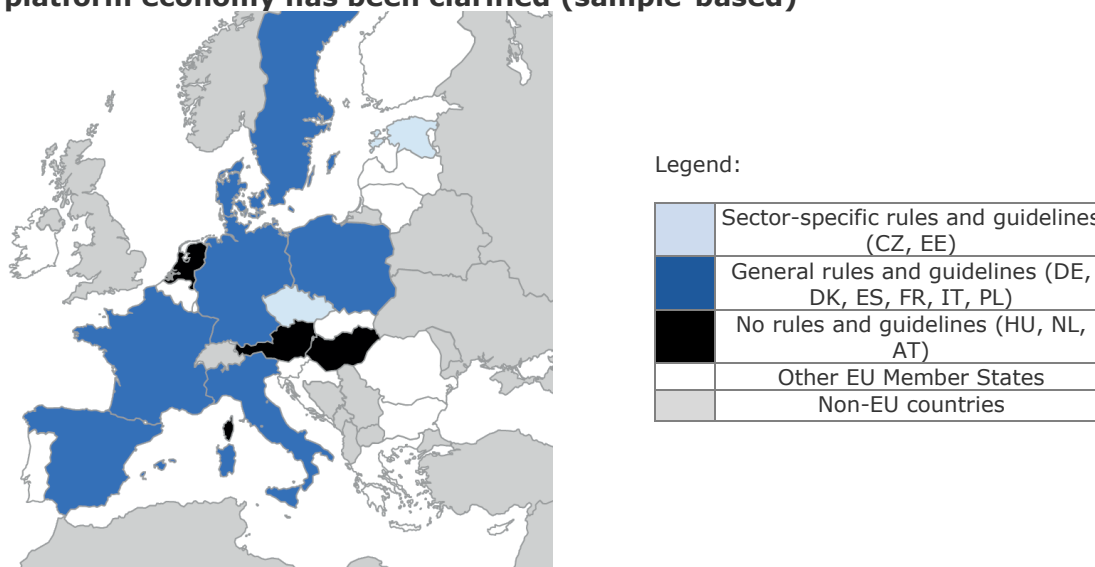 platform economy has been clarified (sample-based)
Legend:
Sector-specific rules and guidelines
(CZ, EE)
General rules and guidelines (DE,
DK, ES, FR, IT, PL)
No rules and guidelines (HU, NL,
AT)
Other EU Member States
Non-EU countries